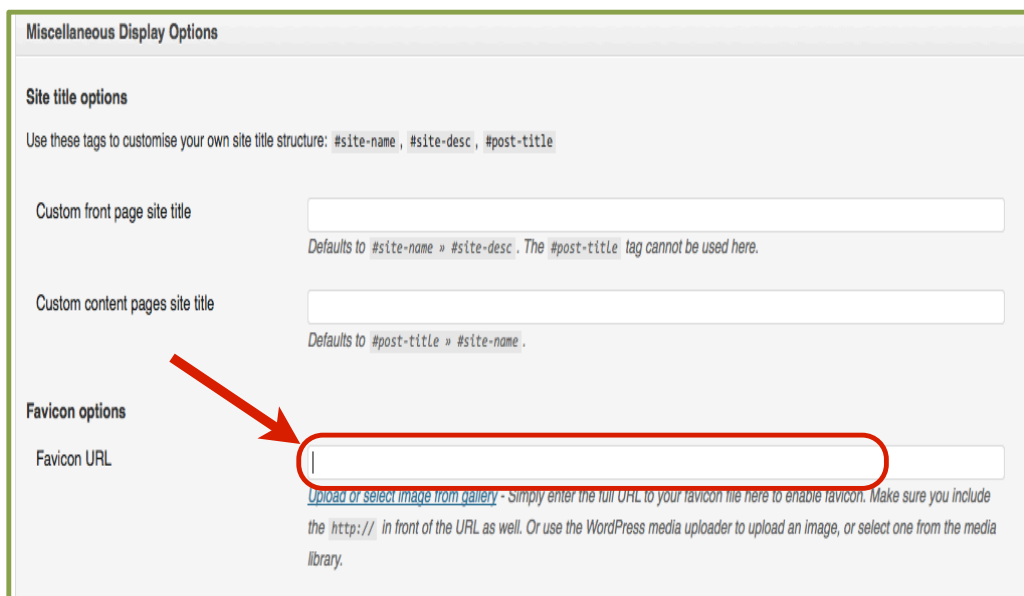 Miscellaneous Display Options
Site title options
Use these tags to customise your own site title structure: #site-name , #site-desc , #post-title
Custom front page site title
Defaults to #site-name » #site-desc . The #post-title tag cannot be used here.
Custom content pages site title
Defaults to #post-title » #site-name .
Favicon options
Favicon URL
Upload or select image from gallery - Simply enter the full URL to your favicon file here to enable favicon. Make sure you include
the http:// in front of the URL as well. Or use the WordPress media uploader to upload an image, or select one from the media
library.